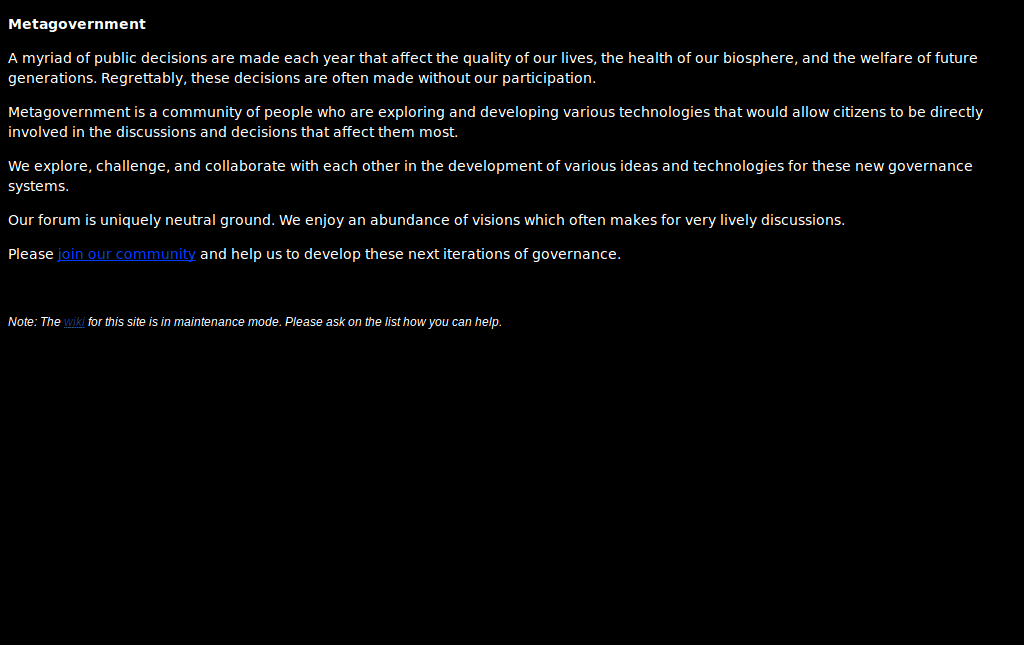 Metagovernment
A myriad of public decisions are made each year that affect the quality of our lives, the health of our biosphere, and the welfare of future
generations. Regrettably, these decisions are often made without our participation.
Metagovernment is a community of people who are exploring and developing various technologies that would allow citizens to be directly
involved in the discussions and decisions that affect them most.
We explore, challenge, and collaborate with each other in the development of various ideas and technologies for these new governance
systems.
Our forum is uniquely neutral ground. We enjoy an abundance of visions which often makes for very lively discussions.
Please join our community and help us to develop these next iterations of governance.
Note: The wiki for this site is in maintenance mode. Please ask on the list how you can help.